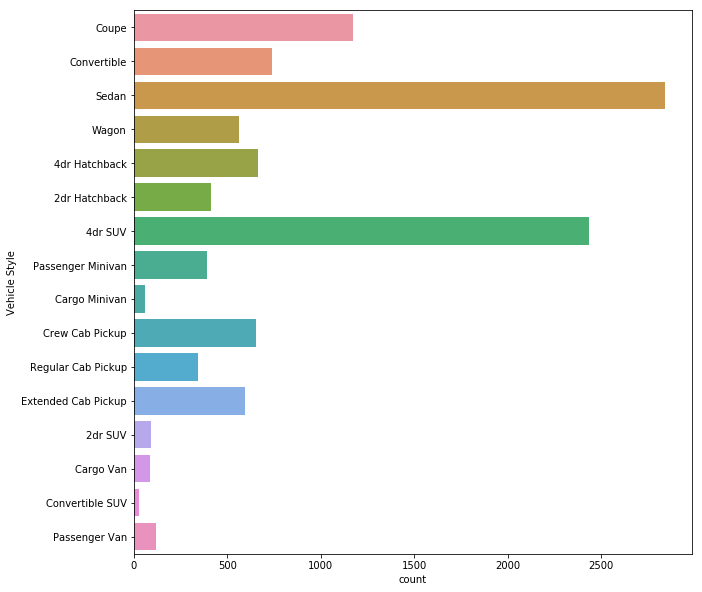 Coupe
Convertible
Sedan
Wagon
4dr Hatchback
2dr Hatchback
4dr SUV
Passenger Minivan
Cargo Minivan
Crew Cab Pickup
Regular Cab Pickup
Extended Cab Pickup
2dr SUV
Cargo Van
Convertible SUV
Passenger Van
Vehicle Style
0 500 1000 1500 2000 2500
count